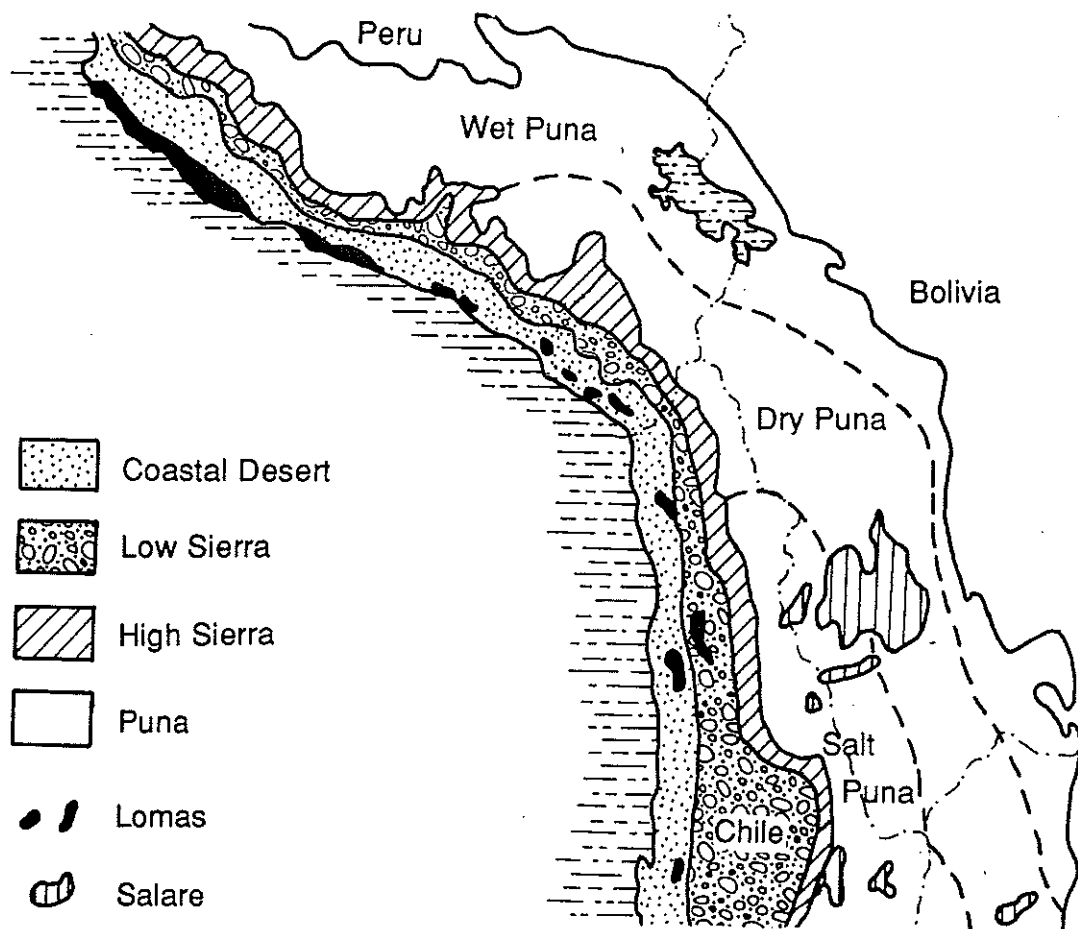 Peru
Wet Puna
Bolivia
Dry Puna
Coastal Desert
Low Sierra
High Sierra
Puna
Salt
Puna
Chile
Lomas
Salare